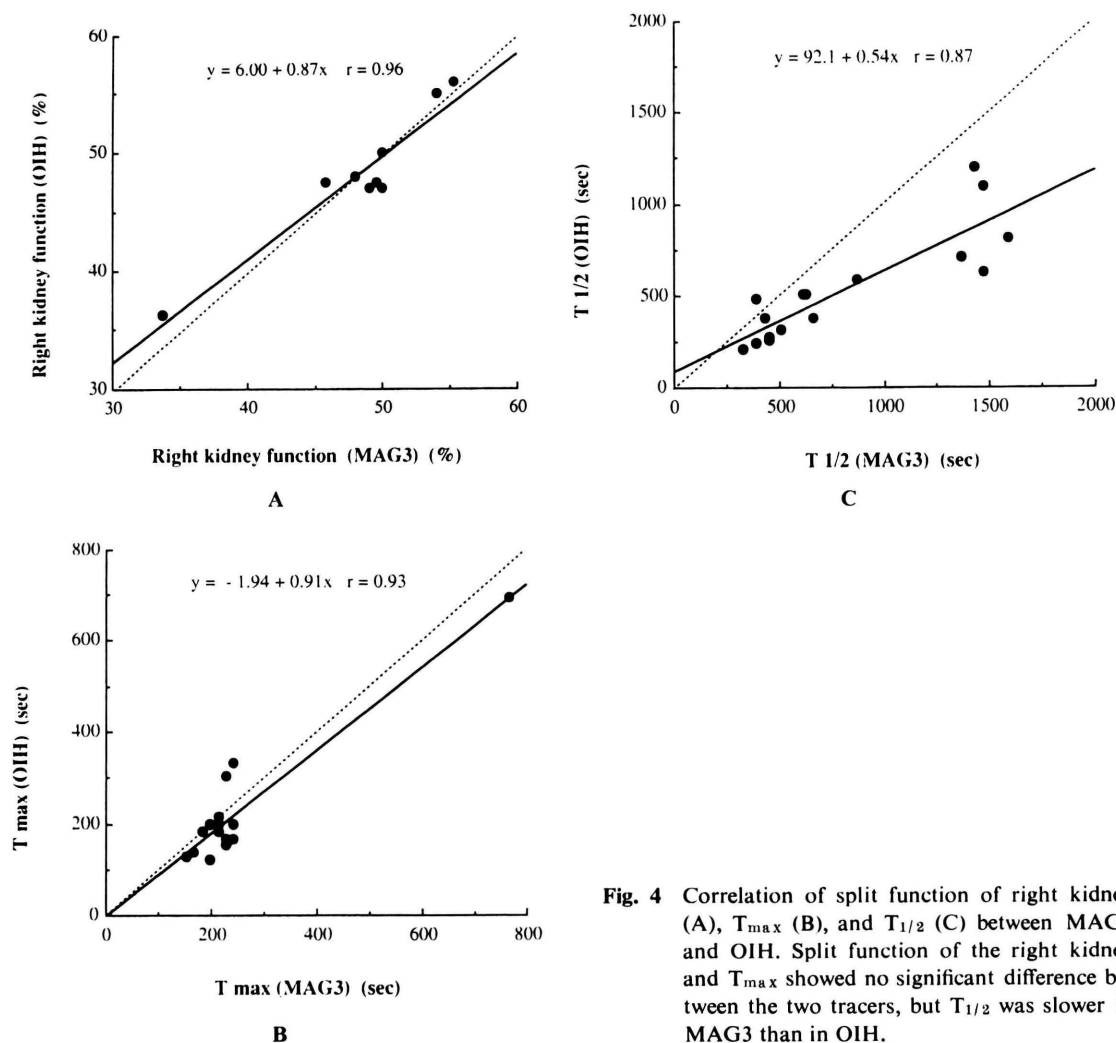 60
50
40
30
30
40
50
60
y = 6.00 + 0.87x r = 0.96
Right kidney function (OIH) (%)
Right kidney function (MAG3) (%)
A
2000
1500
1000
500
0
0
500
1000
1500
2000
y = 92.1 + 0.54x r = 0.87
T 1/2 (OIH) (sec)
T 1/2 (MAG3) (sec)
C
800
600
400
200
0
0
200
400
600
800
y = - 1.94 + 0.91x r = 0.93
T max (OIH) (sec)
T max (MAG3) (sec)
B
Fig. 4 Correlation of split function of right kidne
(A), Tmax (B), and T1/2 (C) between MAG
and OIH. Split function of the right kidne
and Tmax showed no significant difference b
tween the two tracers, but T1/2 was slower
MAG3 than in OIH.